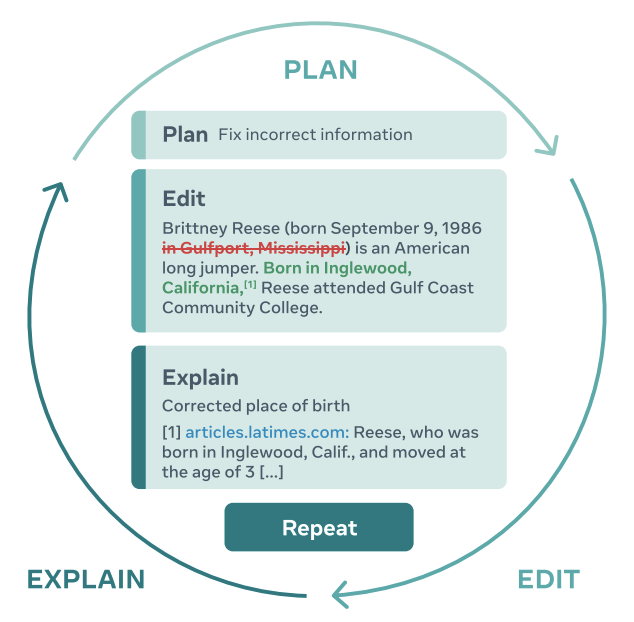 PLAN
Plan Fix incorrect information
Edit
Brittney Reese (born September 9, 1986
in Gulfport, Mississippi) is an American
long jumper. Born in Inglewood,
California,[1] Reese attended Gulf Coast
Community College.
Explain
Corrected place of birth
[1] articles.latimes.com: Reese, who was
born in Inglewood, Calif., and moved at
the age of 3 [...]
Repeat
EXPLAIN
EDIT